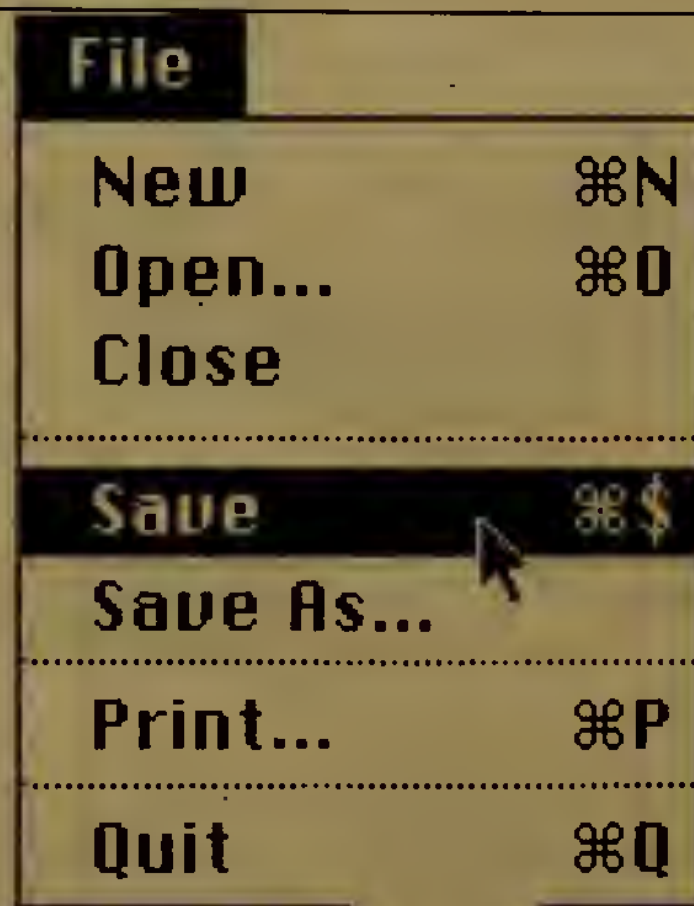 File
New ⌘N
Open... ⌘O
Close
Save ⌘$
Save As...
Print... ⌘P
Quit ⌘Q